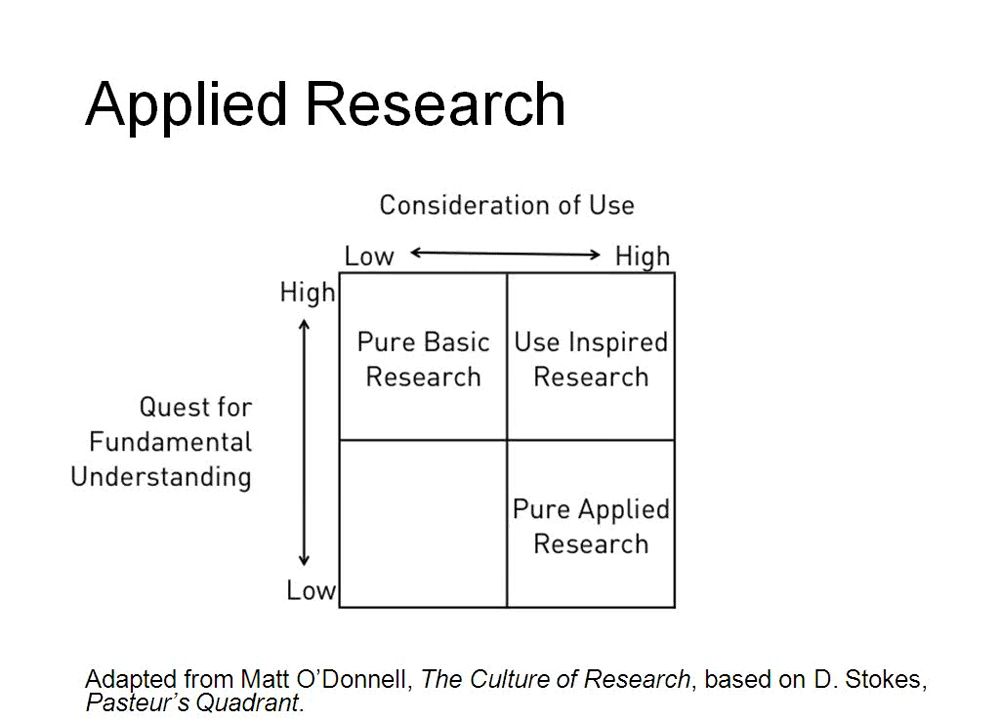 Applied Research
Consideration of Use
Low High
High
Pure Basic
Research
Use Inspired
Research
Quest for
Fundamental
Understanding
Pure Applied
Research
Low
Adapted from Matt O'Donnell, The Culture of Research, based on D. Stokes,
Pasteur's Quadrant.